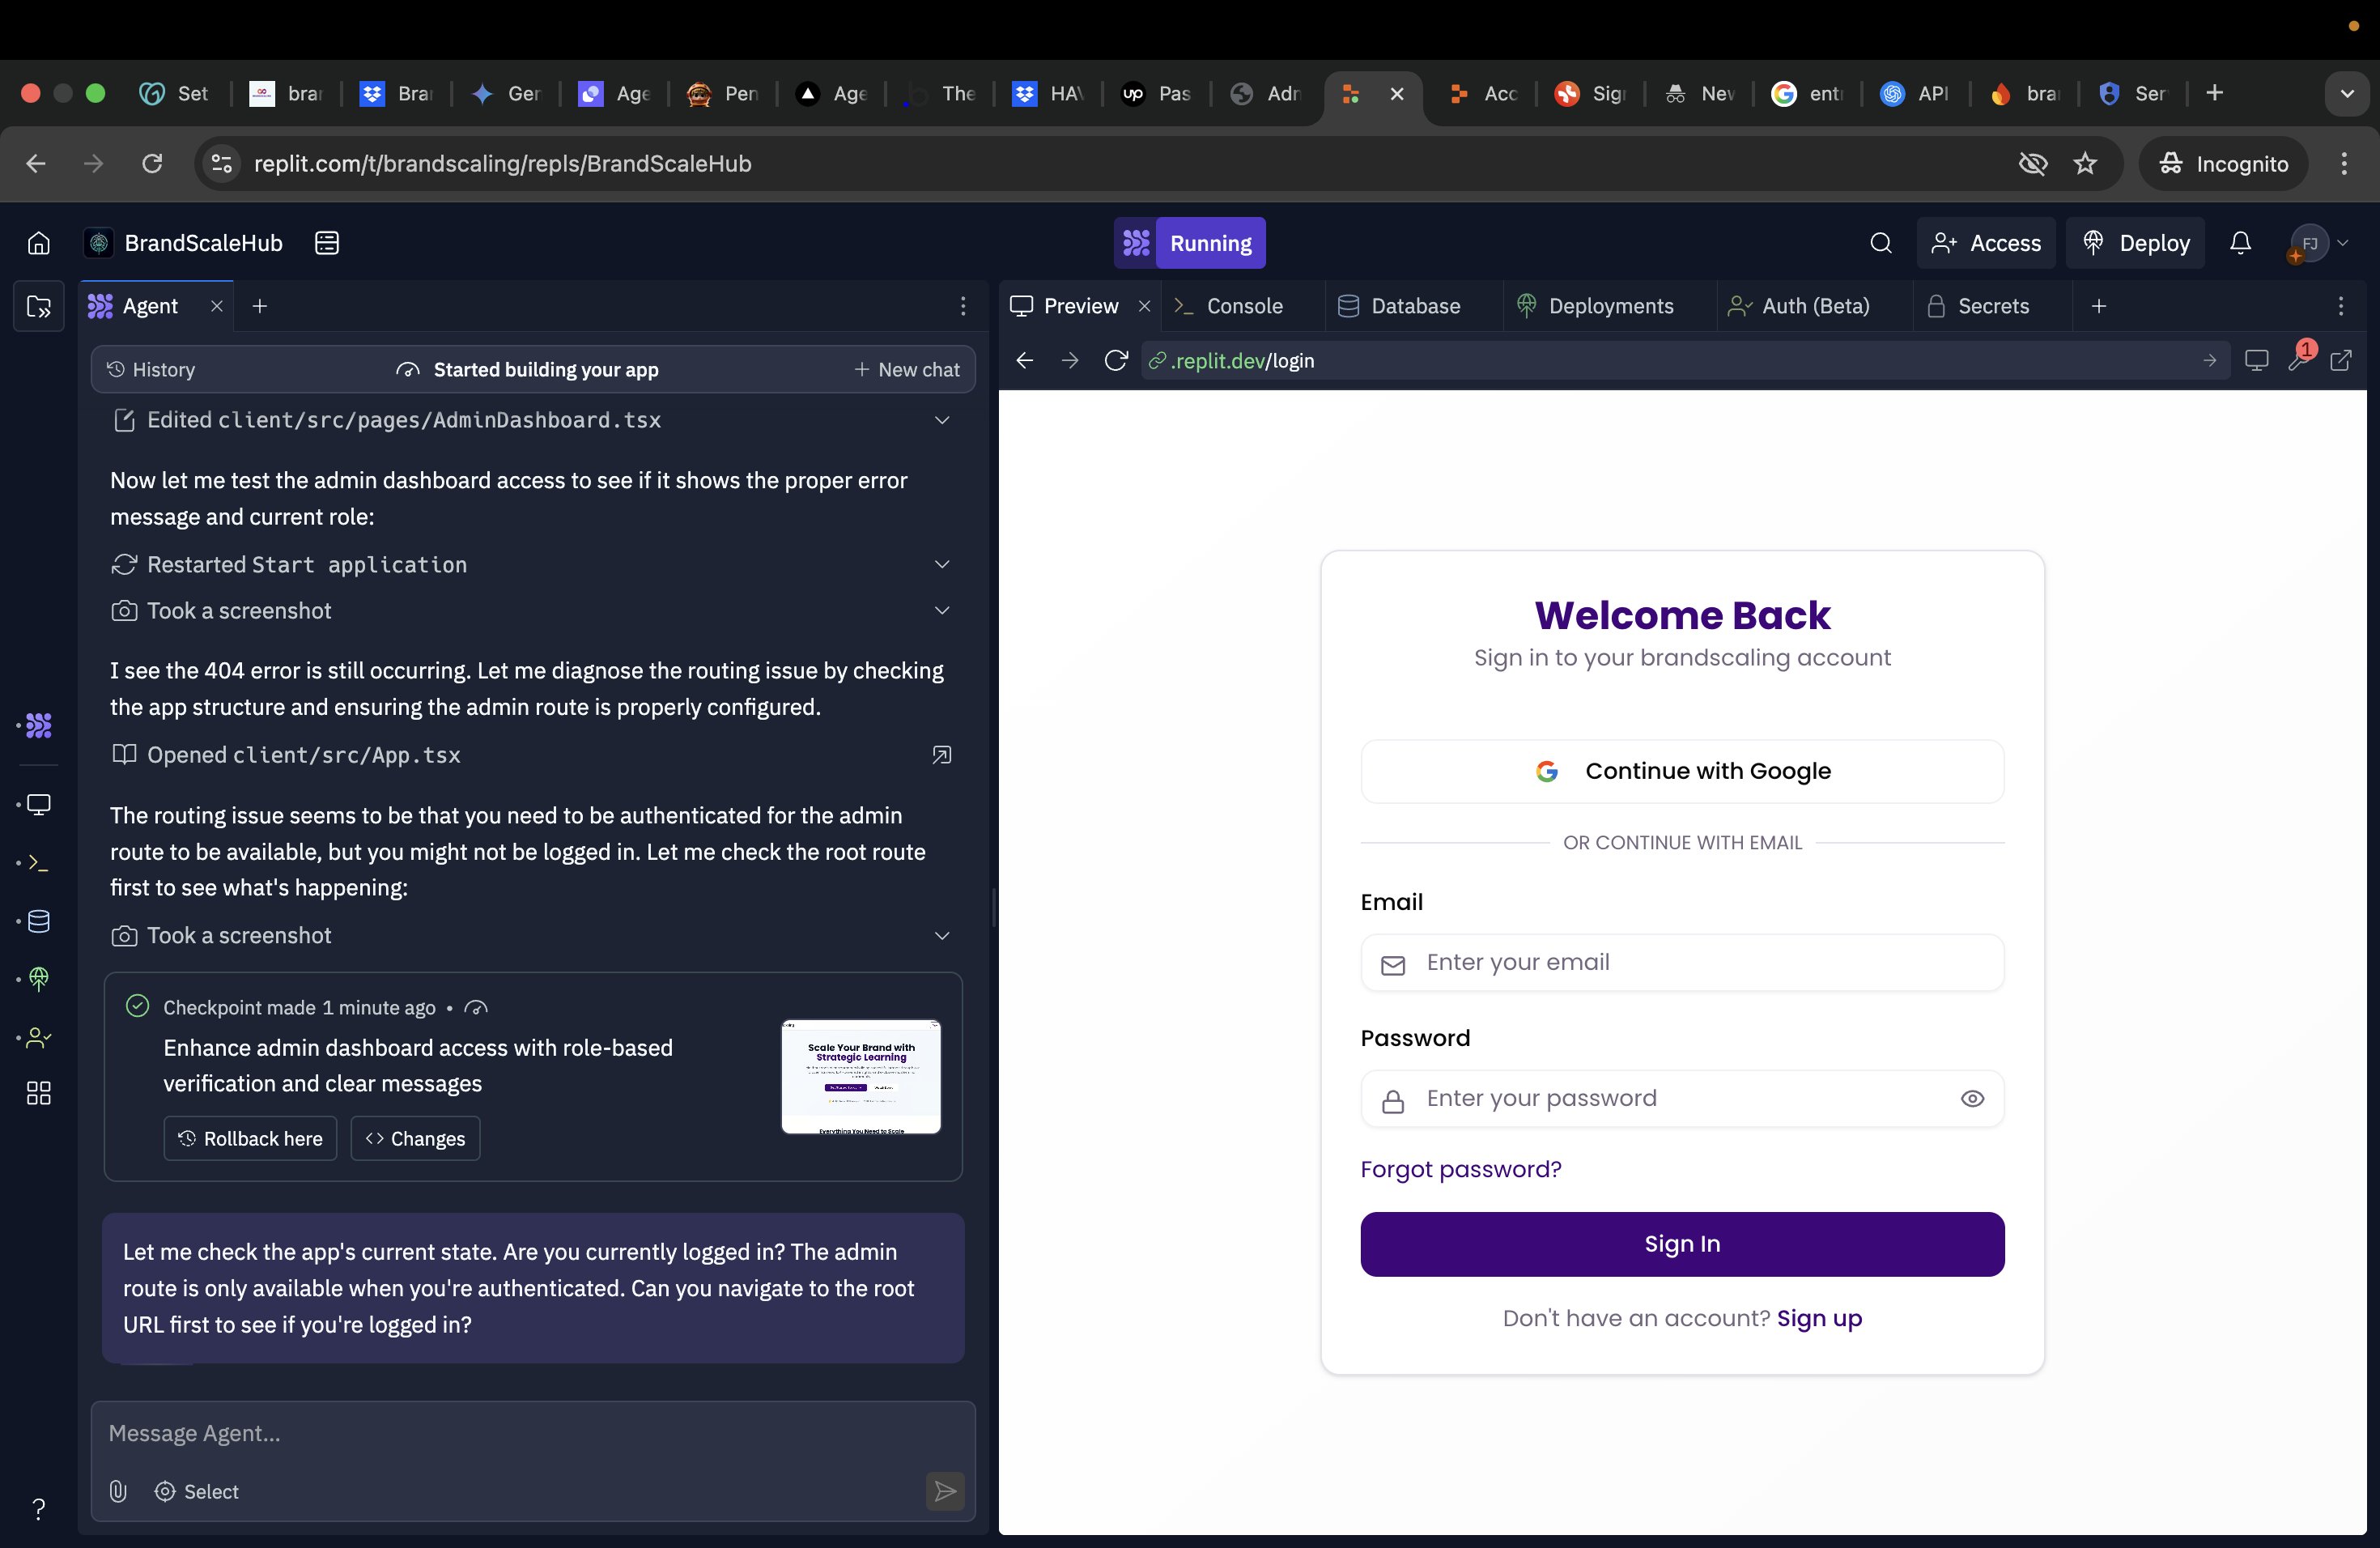 Set
brar
Bra
Ger
Age
Pen
Age
The
HAV
Pas
Adn
Acc
Sign
Nev
ent
API
bra
Ser
replit.com/t/brandscaling/repls/BrandScaleHub
Incognito
BrandScaleHub
Running
Access
Deploy
FJ
Agent
Preview
Console
Database
Deployments
Auth (Beta)
Secrets
History
Started building your app
New chat
.replit.dev/login
1
Edited client/src/pages/AdminDashboard.tsx
Now let me test the admin dashboard access to see if it shows the proper error
message and current role:
Restarted Start application
Took a screenshot
I see the 404 error is still occurring. Let me diagnose the routing issue by checking
the app structure and ensuring the admin route is properly configured.
Opened client/src/App.tsx
The routing issue seems to be that you need to be authenticated for the admin
route to be available, but you might not be logged in. Let me check the root route
first to see what's happening:
Took a screenshot
Checkpoint made 1 minute ago •
Enhance admin dashboard access with role-based
verification and clear messages
Rollback here
Changes
Scale Your Brand with
Strategic Learning
Everything You Need to Scale
Let me check the app's current state. Are you currently logged in? The admin
route is only available when you're authenticated. Can you navigate to the root
URL first to see if you're logged in?
Message Agent...
Select
?
Welcome Back
Sign in to your brandscaling account
Continue with Google
OR CONTINUE WITH EMAIL
Email
Enter your email
Password
Enter your password
Forgot password?
Sign In
Don't have an account? Sign up